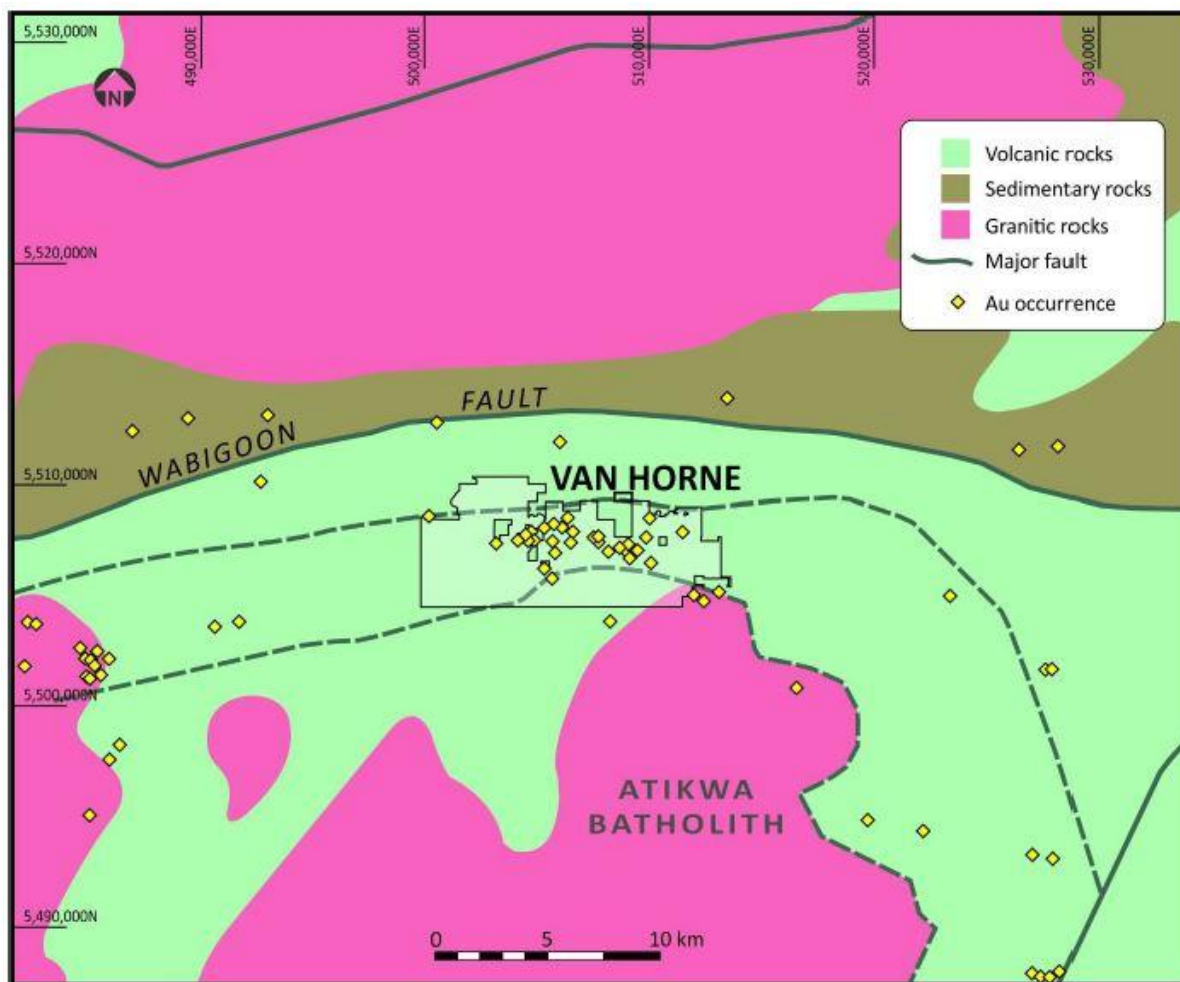 5,530,000N
490,000E
500,000E
510,000E
520,000E
530,000E
N
Volcanic rocks
Sedimentary rocks
Granitic rocks
Major fault
Au occurrence
5,520,000N
WABIGOON FAULT
5,510,000N
VAN HORNE
5,500,000N
ATIKWA
BATHOLITH
5,490,000N
0 5 10 km